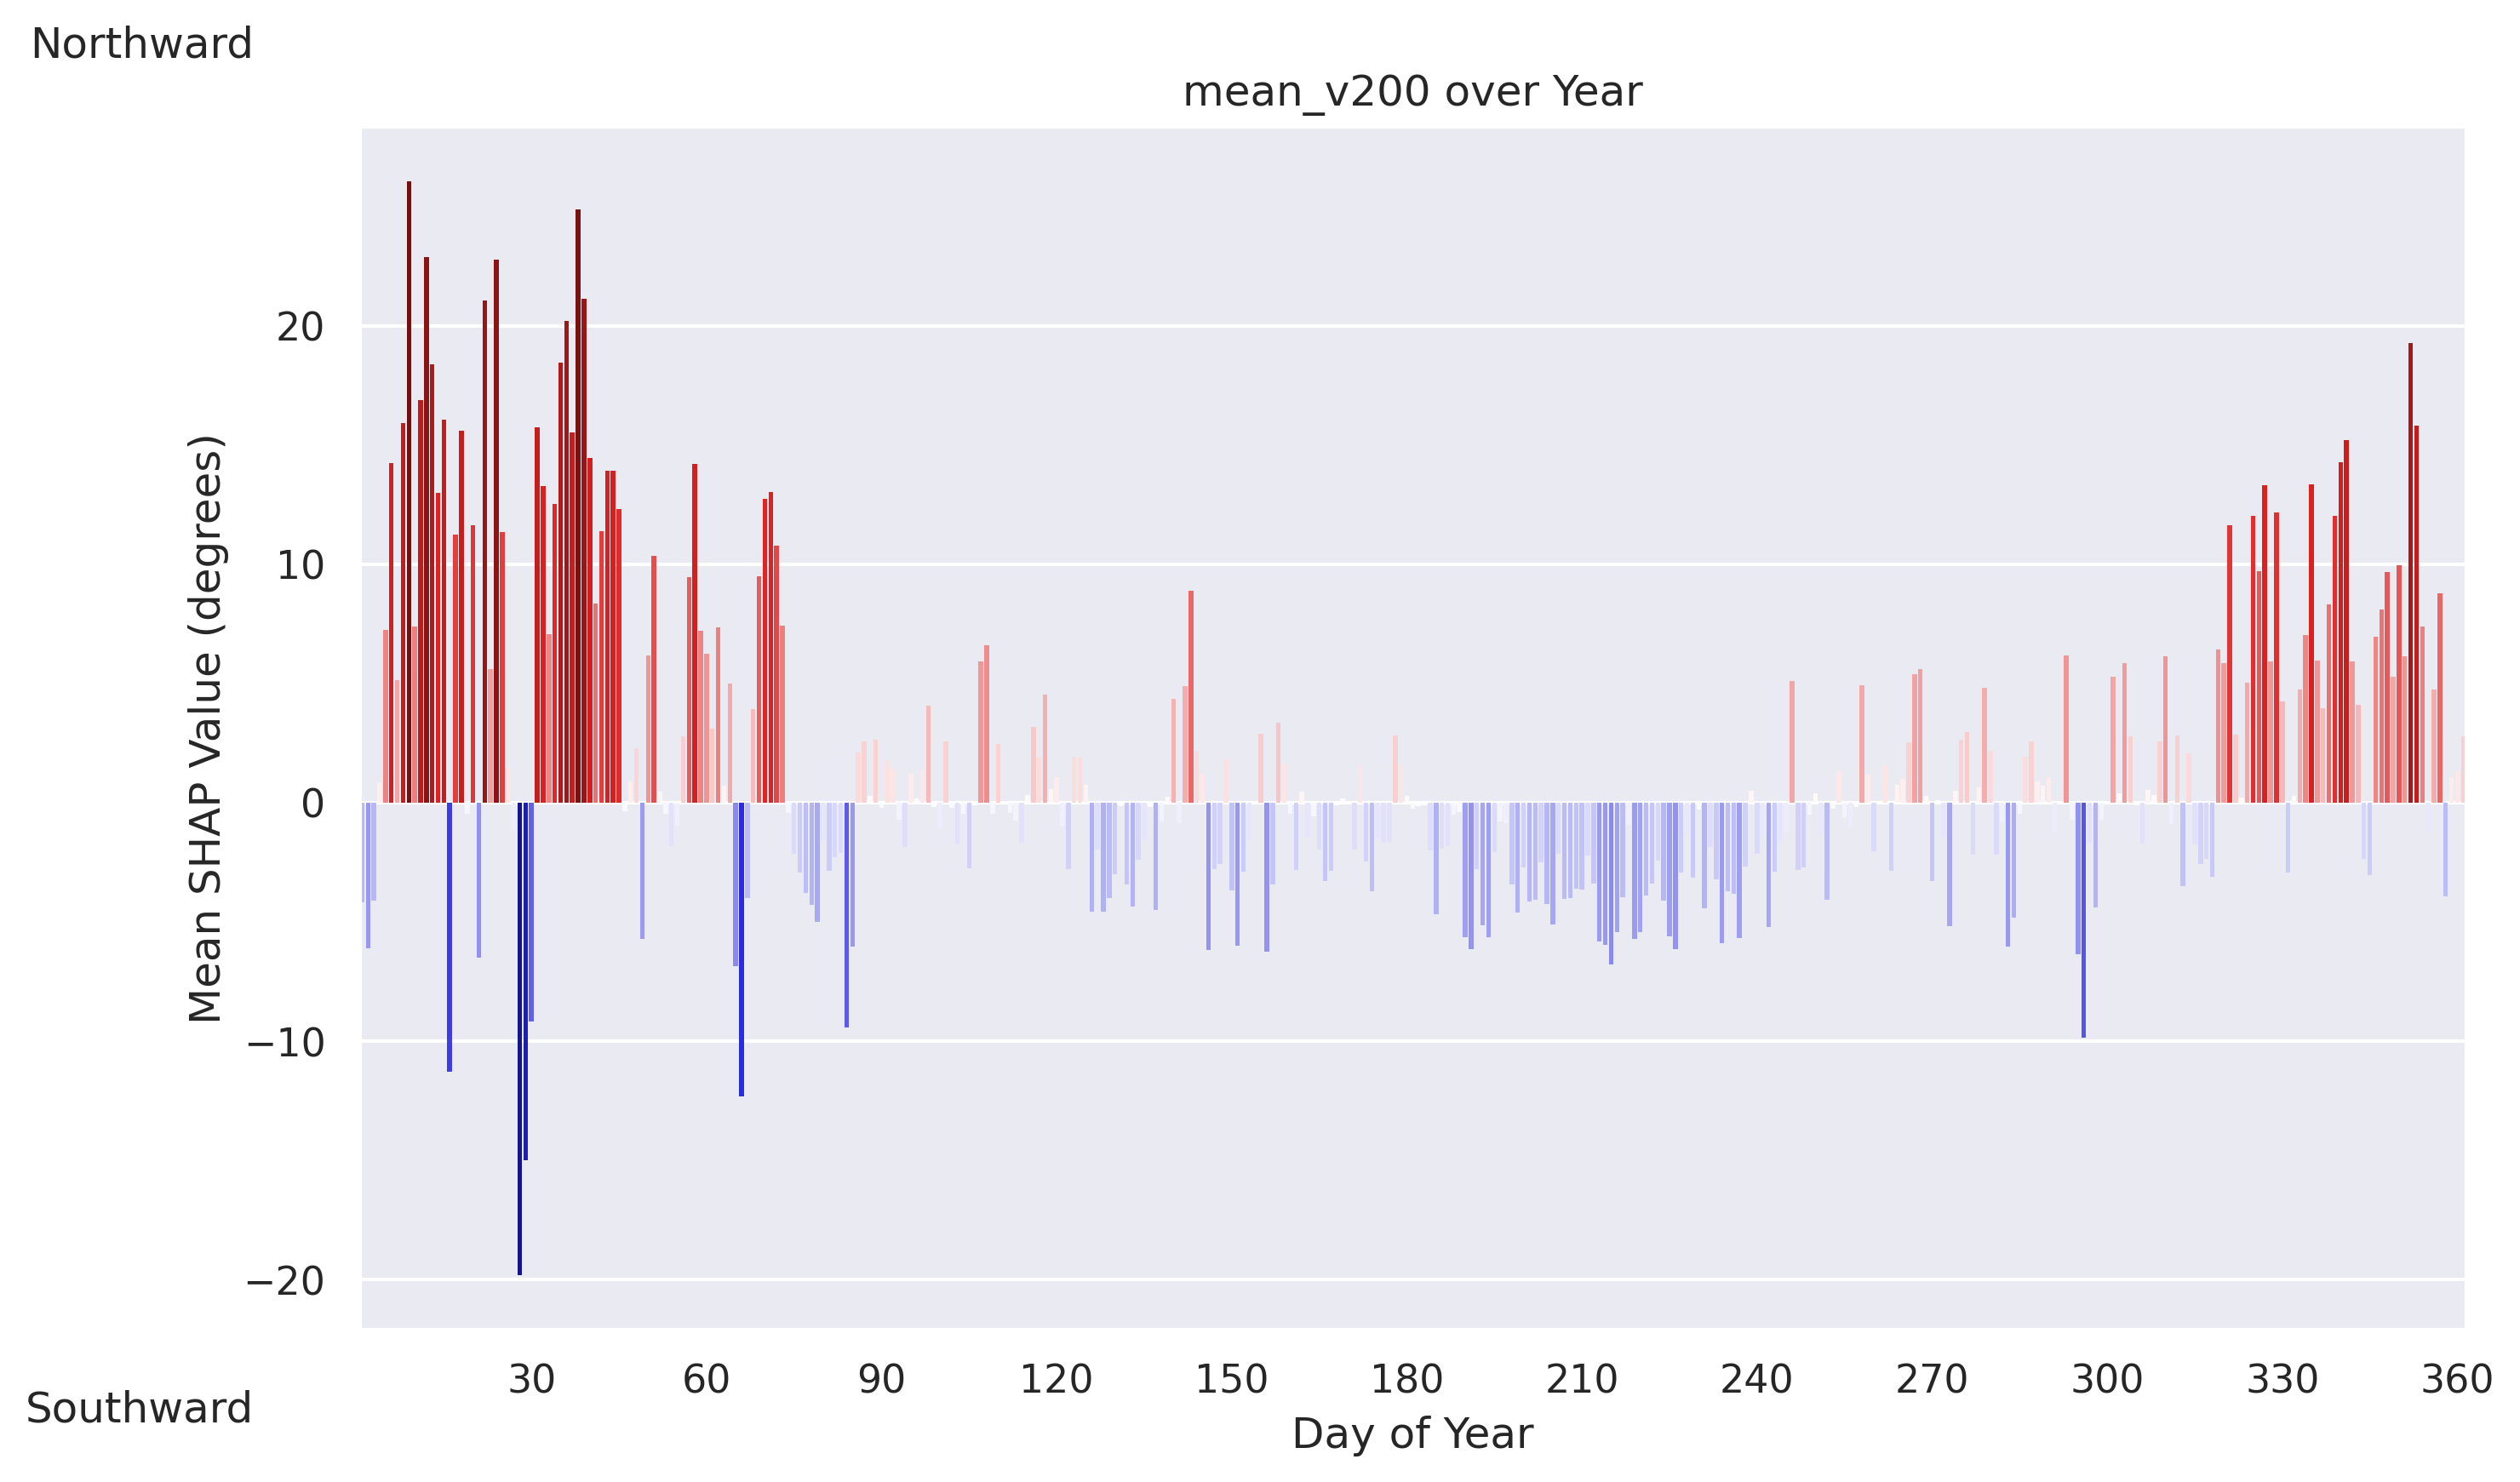 Northward
mean_v200 over Year
Mean SHAP Value (degrees)
20
10
0
−10
−20
Southward
30 60 90 120 150 180 210 240 270 300 330 360
Day of Year